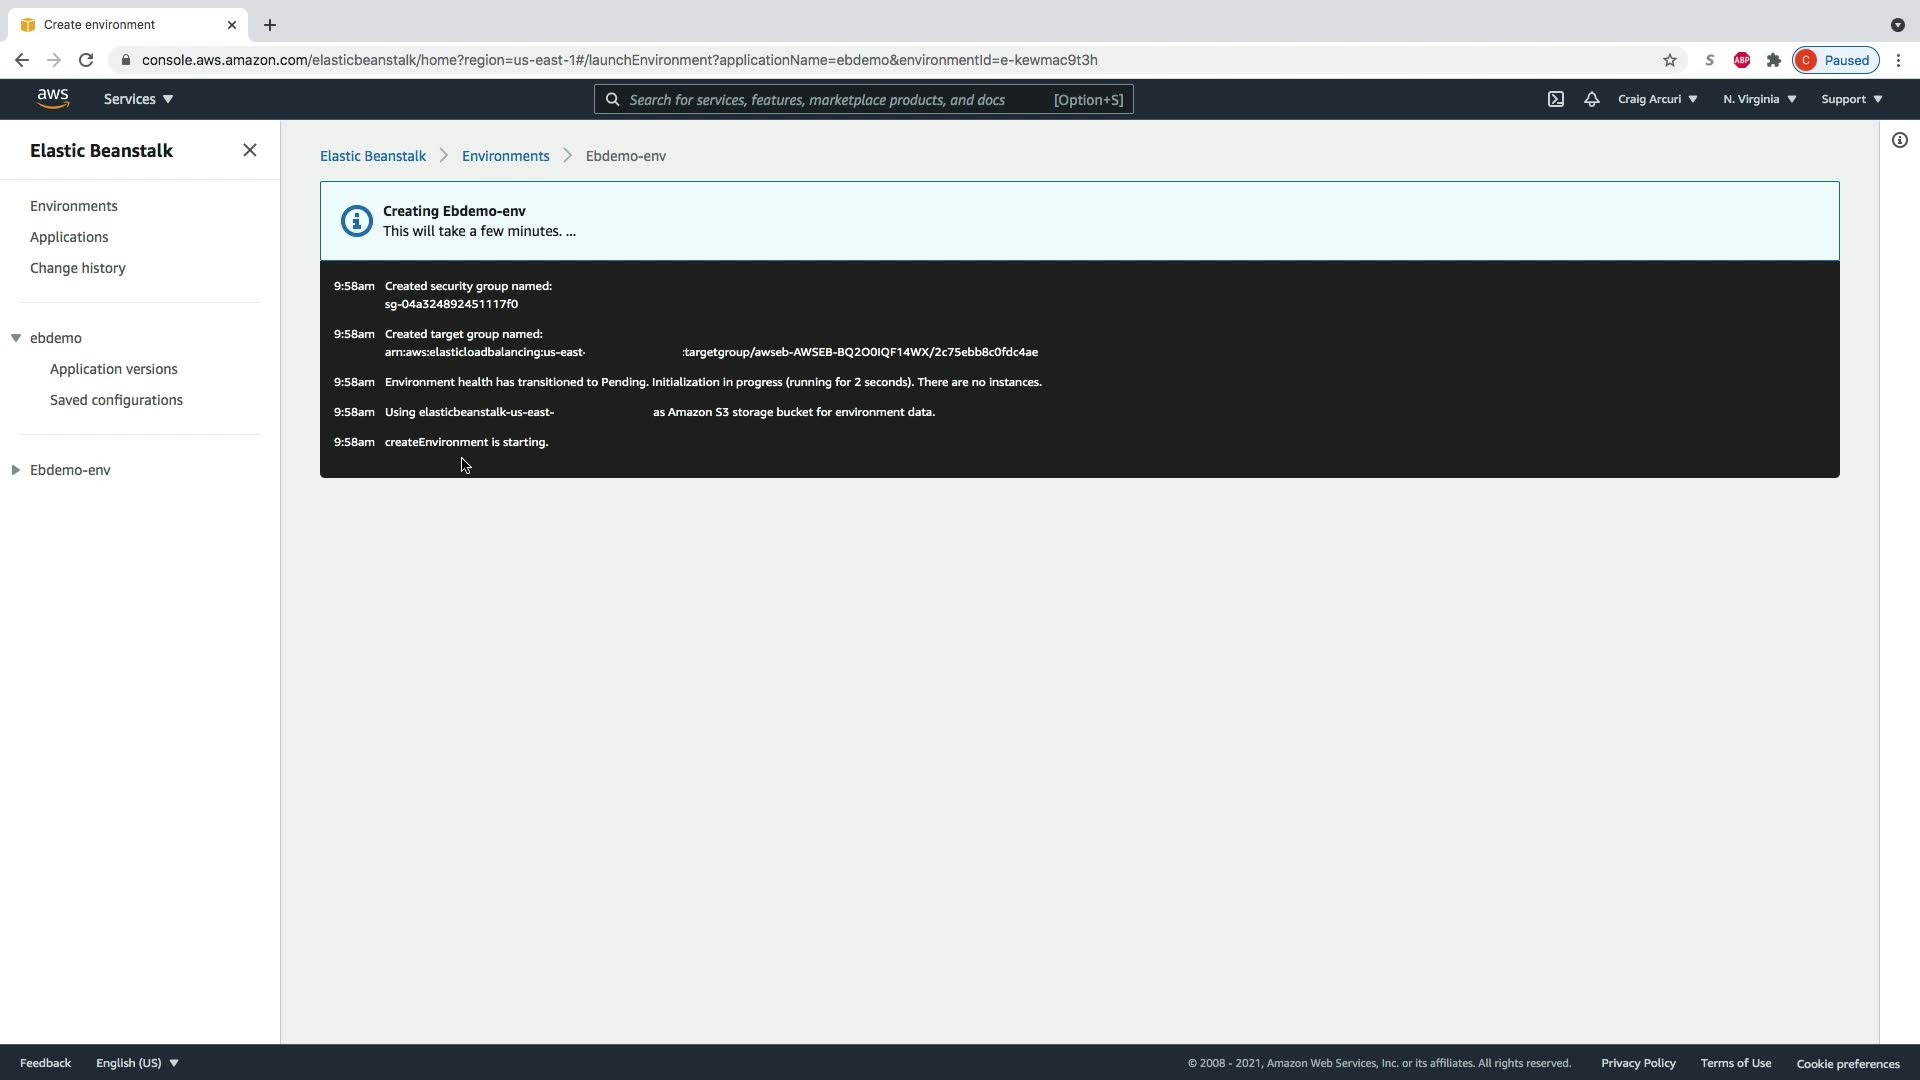 Create environment
console.aws.amazon.com/elasticbeanstalk/home?region=us-east-1#/launchEnvironment?applicationName=ebdemo&environmentId=e-kewmac9t3h
S
ABP
C
Paused
aws
Services
Search for services, features, marketplace products, and docs
[Option+S]
Craig Arcuri
N. Virginia
Support
Elastic Beanstalk
Environments
Applications
Change history
ebdemo
Application versions
Saved configurations
Ebdemo-env
Elastic Beanstalk Environments Ebdemo-env
Creating Ebdemo-env
This will take a few minutes. ...
9:58am Created security group named:
sg-04a324892451117f0
9:58am Created target group named:
arn:aws:elasticloadbalancing:us-east- :targetgroup/awseb-AWSEB-BQ2O0IQF14WX/2c75ebb8c0fdc4ae
9:58am Environment health has transitioned to Pending. Initialization in progress (running for 2 seconds). There are no instances.
9:58am Using elasticbeanstalk-us-east- as Amazon S3 storage bucket for environment data.
9:58am createEnvironment is starting.
Feedback
English (US)
© 2008 - 2021, Amazon Web Services, Inc. or its affiliates. All rights reserved.
Privacy Policy
Terms of Use
Cookie preferences